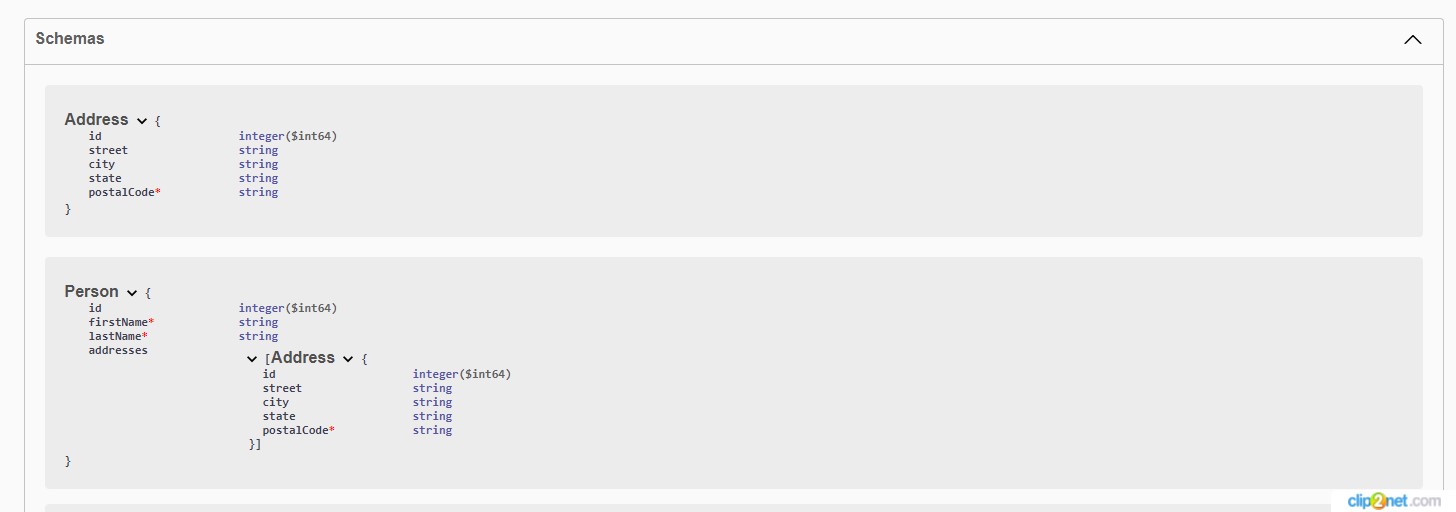 Schemas
Address {
id integer($int64)
street string
city string
state string
postalCode* string
}
Person {
id integer($int64)
firstName* string
lastName* string
addresses
[Address {
id integer($int64)
street string
city string
state string
postalCode* string
}]
}
clip2net.com